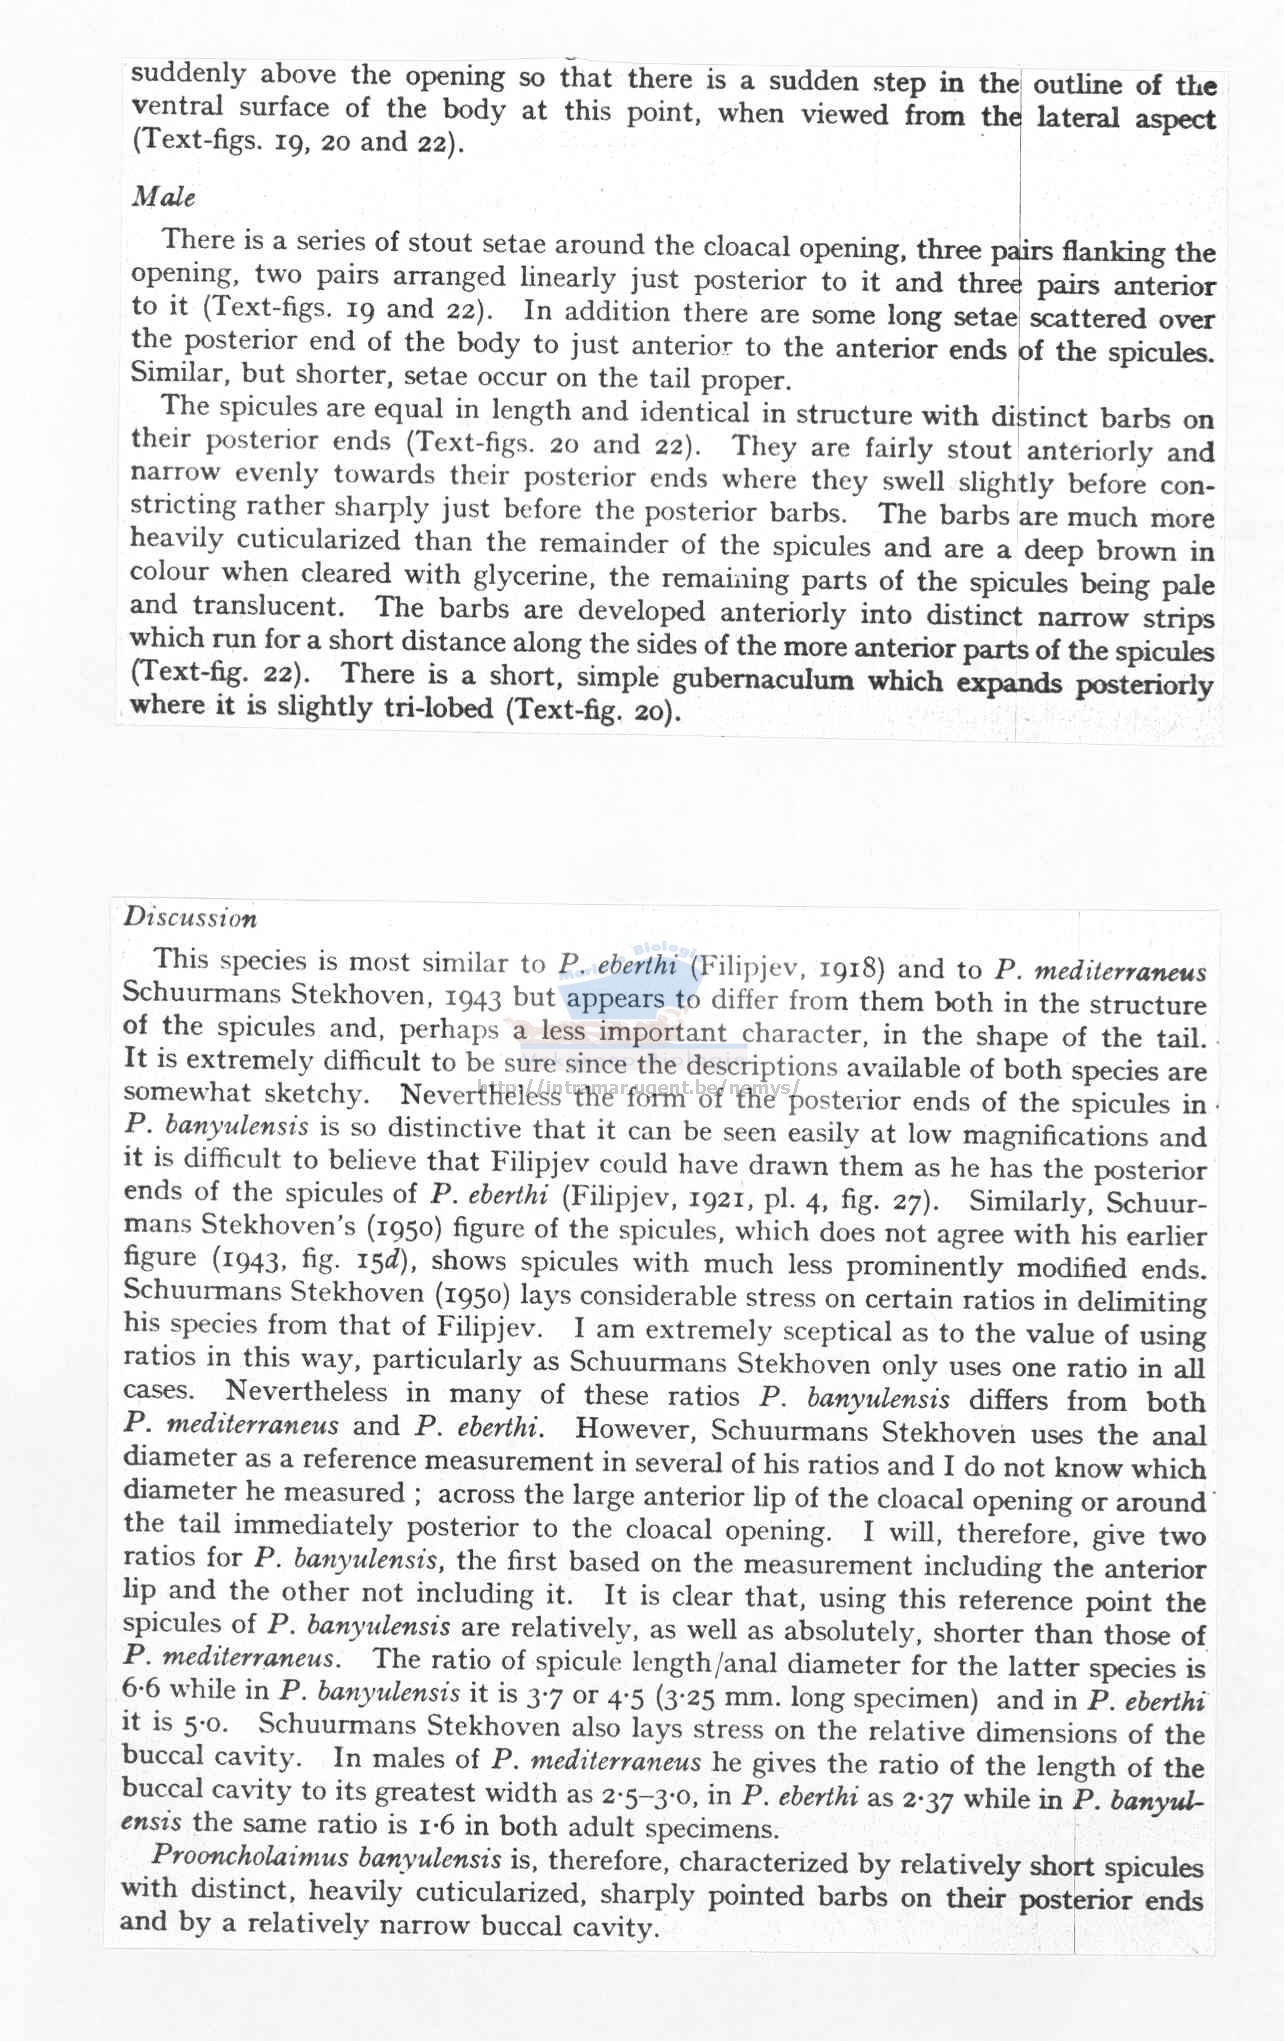 suddenly above the opening so that there is a sudden step in the outline of the
ventral surface of the body at this point, when viewed from the lateral aspect
(Text-figs. 19, 20 and 22).
Male
There is a series of stout setae around the cloacal opening, three pairs flanking the
opening, two pairs arranged linearly just posterior to it and three pairs anterior
to it (Text-figs. 19 and 22). In addition there are some long setae scattered over
the posterior end of the body to just anterior to the anterior ends of the spicules.
Similar, but shorter, setae occur on the tail proper.
The spicules are equal in length and identical in structure with distinct barbs on
their posterior ends (Text-figs. 20 and 22). They are fairly stout anteriorly and
narrow evenly towards their posterior ends where they swell slightly before con-
stricting rather sharply just before the posterior barbs. The barbs are much more
heavily cuticularized than the remainder of the spicules and are a deep brown in
colour when cleared with glycerine, the remaining parts of the spicules being pale
and translucent. The barbs are developed anteriorly into distinct narrow strips
which run for a short distance along the sides of the more anterior parts of the spicules
(Text-fig. 22). There is a short, simple gubernaculum which expands posteriorly
where it is slightly tri-lobed (Text-fig. 20).
Discussion
This species is most similar to P. eberthi (Filipjev, 1918) and to P. mediterraneus
Schuurmans Stekhoven, 1943 but appears to differ from them both in the structure
of the spicules and, perhaps a less important character, in the shape of the tail.
It is extremely difficult to be sure since the descriptions available of both species are
somewhat sketchy. Nevertheless the form of the posterior ends of the spicules in
http://intramar.ugent.be/nemys/
P. banyulensis is so distinctive that it can be seen easily at low magnifications and
it is difficult to believe that Filipjev could have drawn them as he has the posterior
ends of the spicules of P. eberthi (Filipjev, 1921, pl. 4, fig. 27). Similarly, Schuur-
mans Stekhoven's (1950) figure of the spicules, which does not agree with his earlier
figure (1943, fig. 15d), shows spicules with much less prominently modified ends.
Schuurmans Stekhoven (1950) lays considerable stress on certain ratios in delimiting
his species from that of Filipjev. I am extremely sceptical as to the value of using
ratios in this way, particularly as Schuurmans Stekhoven only uses one ratio in all
cases. Nevertheless in many of these ratios P. banyulensis differs from both
P. mediterraneus and P. eberthi. However, Schuurmans Stekhoven uses the anal
diameter as a reference measurement in several of his ratios and I do not know which
diameter he measured ; across the large anterior lip of the cloacal opening or around
the tail immediately posterior to the cloacal opening. I will, therefore, give two
ratios for P. banyulensis, the first based on the measurement including the anterior
lip and the other not including it. It is clear that, using this reference point the
spicules of P. banyulensis are relatively, as well as absolutely, shorter than those of
P. mediterraneus. The ratio of spicule length/anal diameter for the latter species is
6·6 while in P. banyulensis it is 3·7 or 4·5 (3·25 mm. long specimen) and in P. eberthi
it is 5·0. Schuurmans Stekhoven also lays stress on the relative dimensions of the
buccal cavity. In males of P. mediterraneus he gives the ratio of the length of the
buccal cavity to its greatest width as 2·5–3·0, in P. eberthi as 2·37 while in P. banyul-
ensis the same ratio is 1·6 in both adult specimens.
Prooncholaimus banyulensis is, therefore, characterized by relatively short spicules
with distinct, heavily cuticularized, sharply pointed barbs on their posterior ends
and by a relatively narrow buccal cavity.